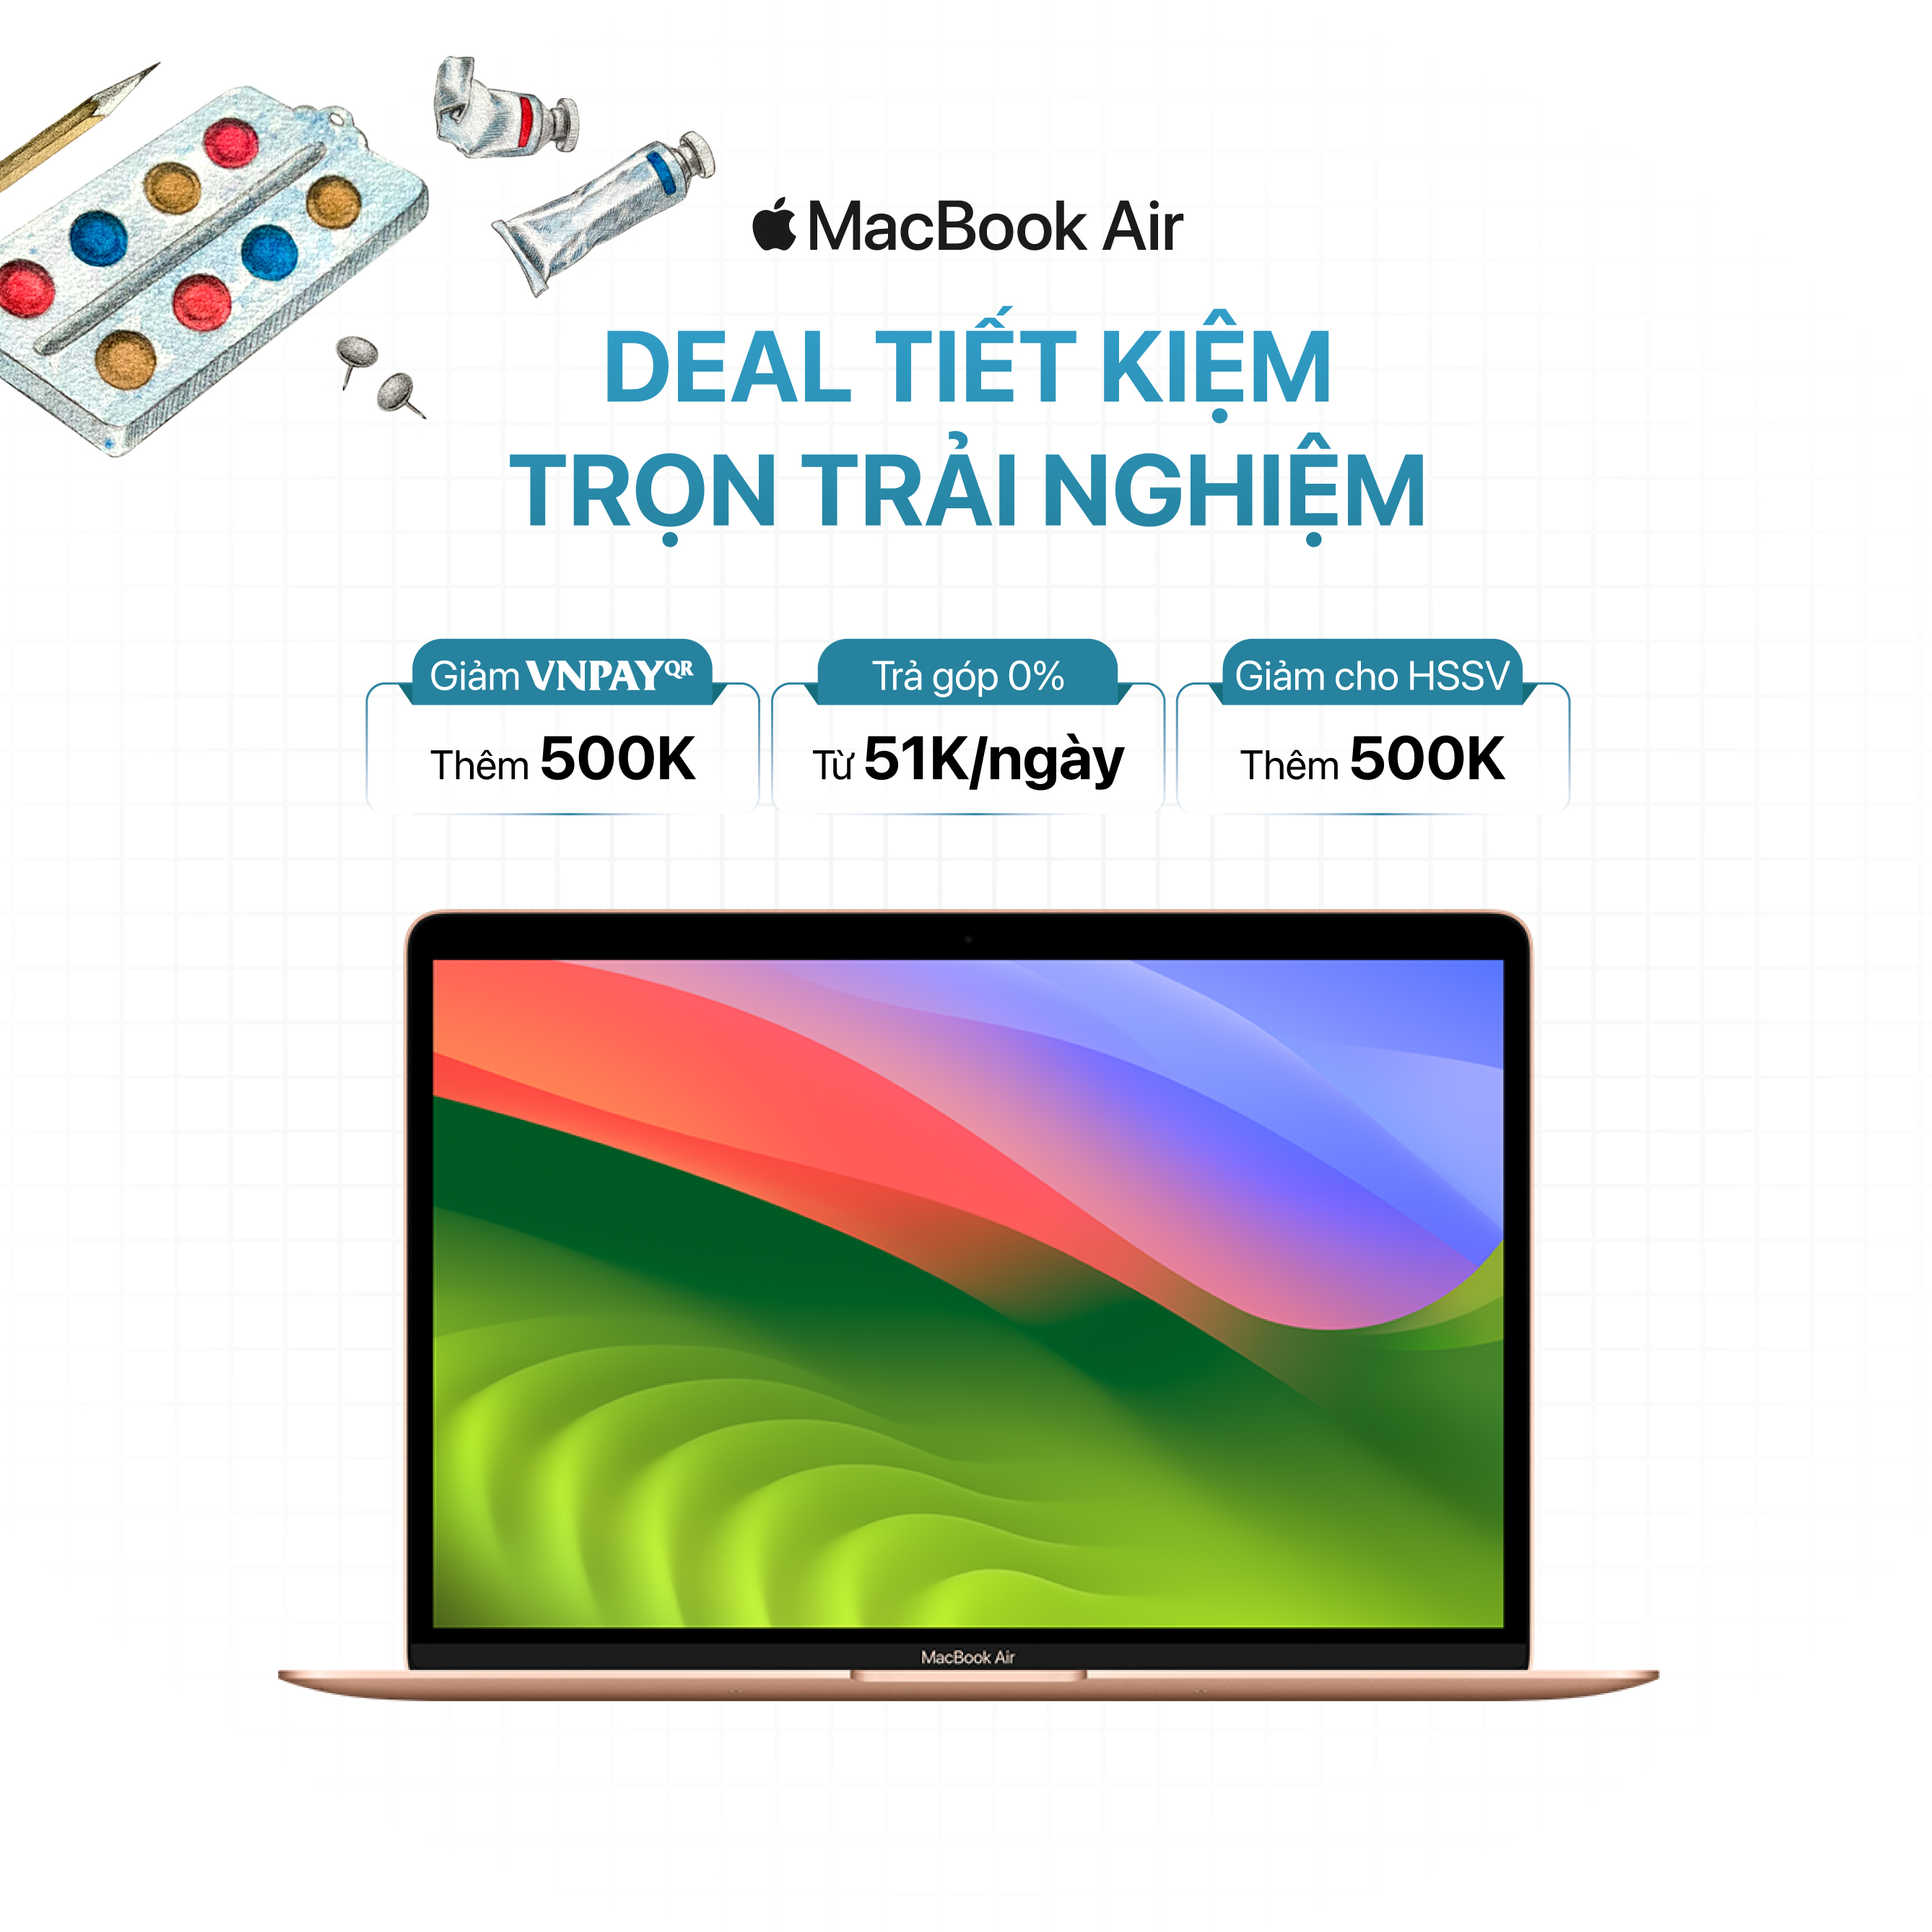 MacBook Air
DEAL TIẾT KIỆM
TRỌN TRẢI NGHIỆM
Giảm VNPAYQR
Thêm 500K
Trả góp 0%
Từ 51K/ngày
Giảm cho HSSV
Thêm 500K
MacBook Air